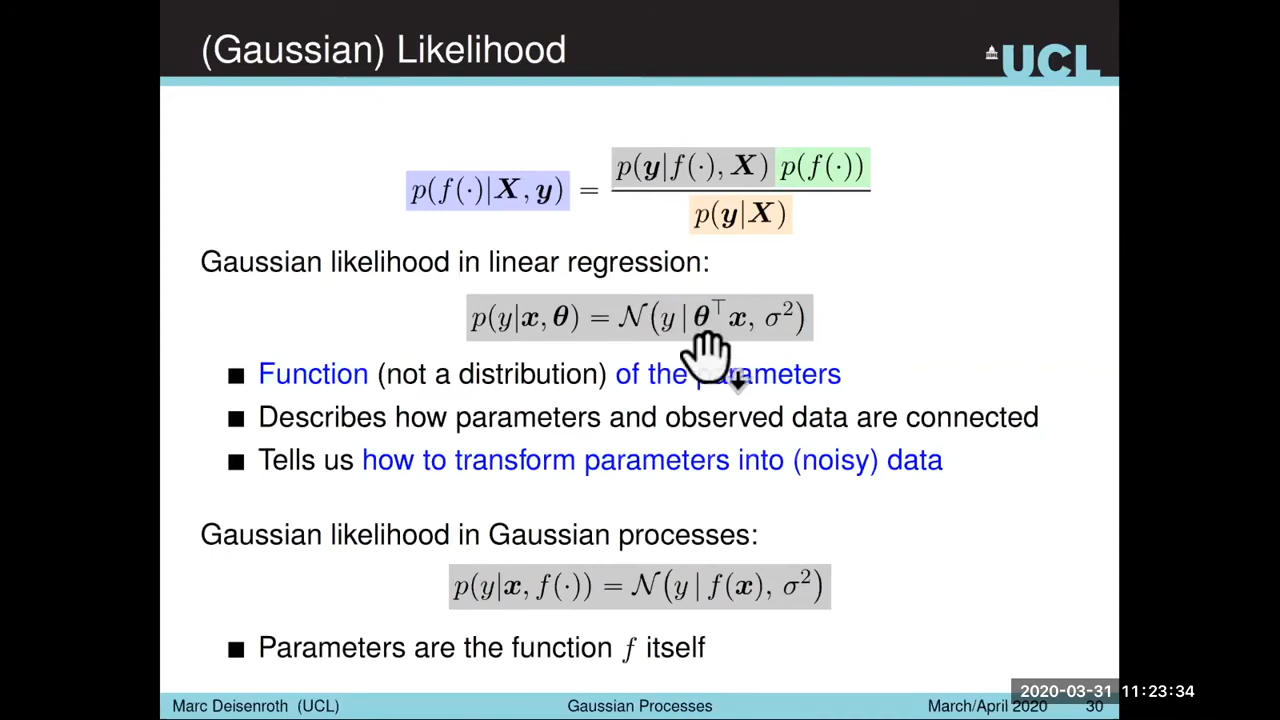 (Gaussian) Likelihood
UCL
p(f(·)|X, y) = p(y|f(·), X) p(f(·)) / p(y|X)
Gaussian likelihood in linear regression:
p(y|x, θ) = 𝒩(y | θ⊤x, σ²)
■ Function (not a distribution) of the parameters
■ Describes how parameters and observed data are connected
■ Tells us how to transform parameters into (noisy) data
Gaussian likelihood in Gaussian processes:
p(y|x, f(·)) = 𝒩(y | f(x), σ²)
■ Parameters are the function f itself
2020-03-31 11:23:34
Marc Deisenroth (UCL) Gaussian Processes March/April 2020 30